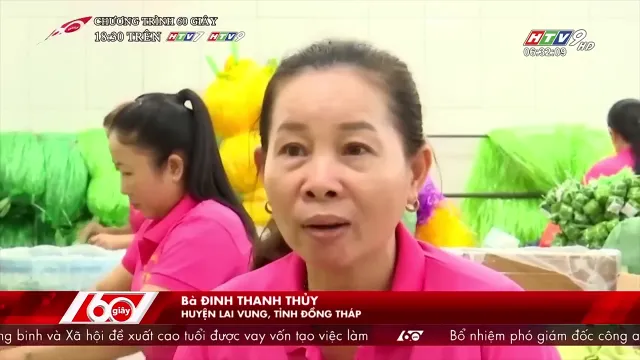 CHƯƠNG TRÌNH 60 GIÂY
18:30 TRÊN HTV7 HTV9
HTV9 HD
06:32:09
Bà ĐINH THANH THỦY
60 giây
HUYỆN LAI VUNG, TỈNH ĐỒNG THÁP
ng binh và Xã hội đề xuất cao tuổi được vay vốn tạo việc làm 60 giây Bổ nhiệm phó giám đốc công